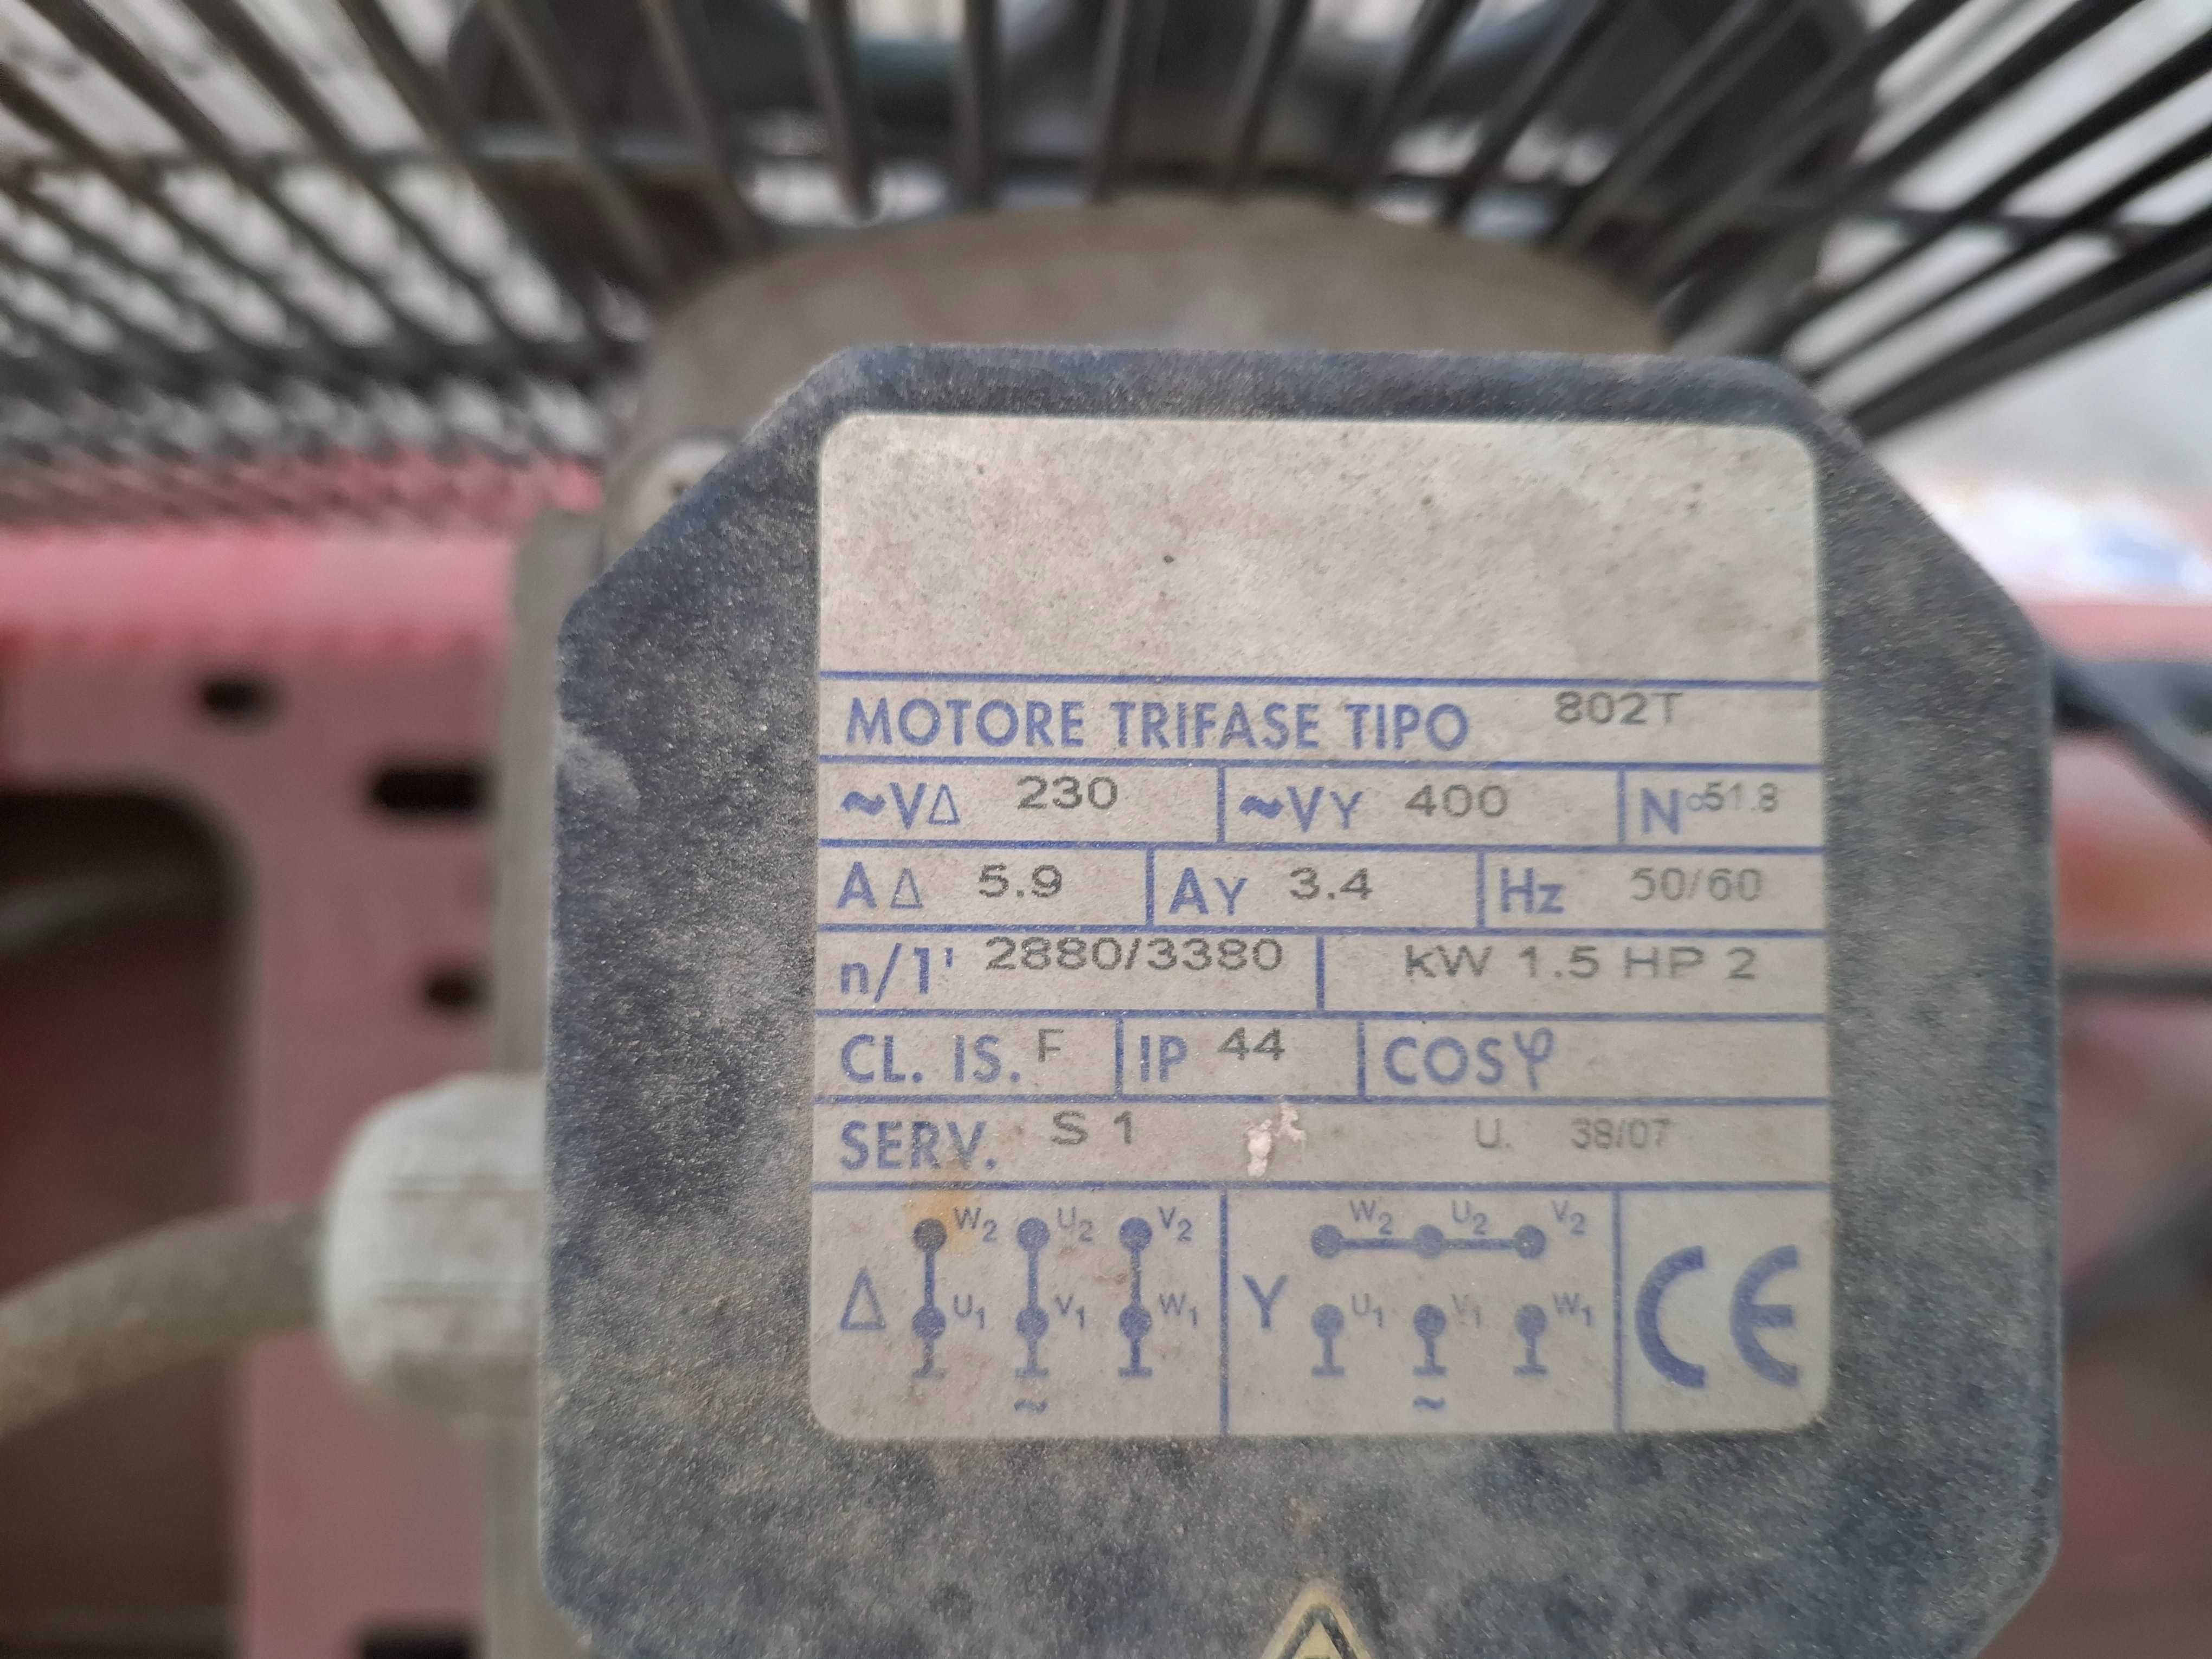 MOTORE TRIFASE TIPO 802T
~V∆ 230 ~VY 400 N° 51.8
A∆ 5.9 AY 3.4 Hz 50/60
n/1' 2880/3380 kW 1.5 HP 2
CL. IS. F IP 44 COSφ
SERV. S 1 U. 38/07
W2 U2 V2 W2 U2 V2
∆ U1 V1 W1 Y U1 V1 W1 CE
~ ~